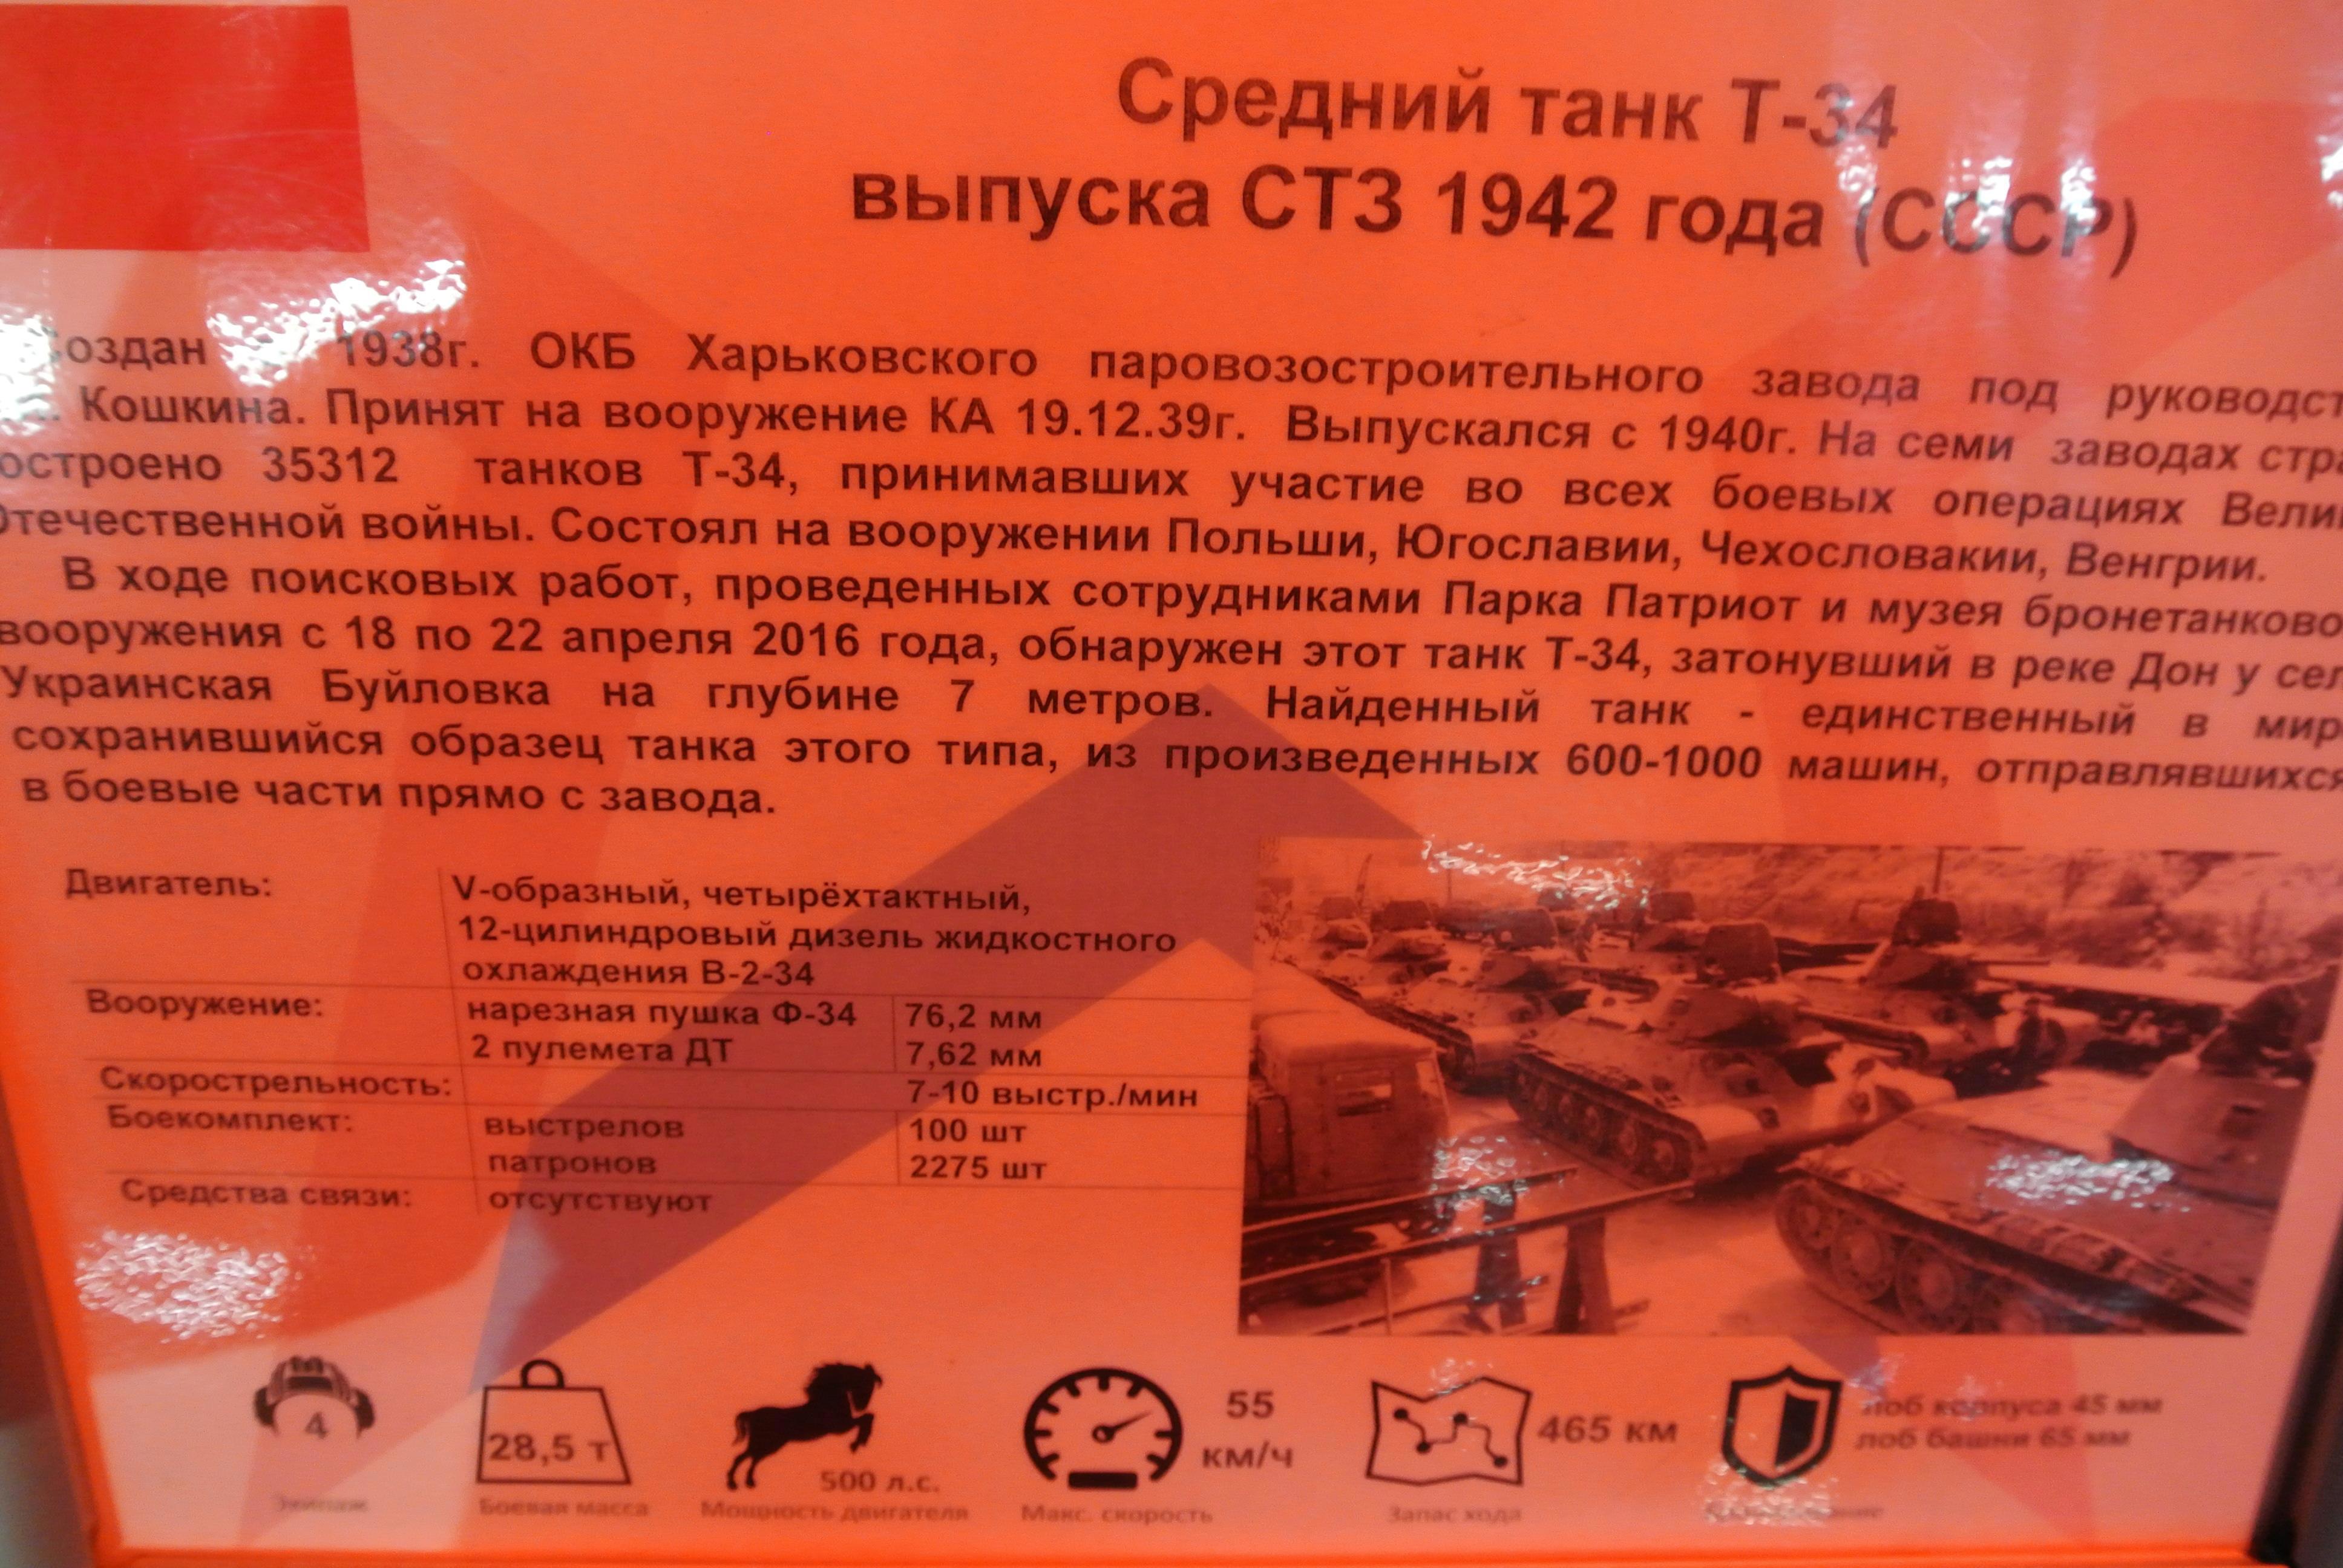 Средний танк Т-34
выпуска СТЗ 1942 года (СССР)
1938г. ОКБ Харьковского паровозостроительного завода под
Кошкина. Принят на вооружение КА 19.12.39г. Выпускался с 1940г. На семи заводах
35312 танков Т-34, принимавших участие во всех боевых операциях
Отечественной войны. Состоял на вооружении Польши, Югославии, Чехословакии, Венгрии.
В ходе поисковых работ, проведенных сотрудниками Парка Патриот и музея
вооружения с 18 по 22 апреля 2016 года, обнаружен этот танк Т-34, затонувший в реке Дон у
Украинская Буйловка на глубине 7 метров. Найденный танк - единственный в
сохранившийся образец танка этого типа, из произведенных 600-1000 машин, отправлявшихся
в боевые части прямо с завода.
Двигатель: V-образный, четырёхтактный,
12-цилиндровый дизель жидкостного
охлаждения В-2-34
Вооружение: нарезная пушка Ф-34 76,2 мм
2 пулемета ДТ 7,62 мм
Скорострельность: 7-10 выстр./мин
Боекомплект: выстрелов 100 шт
патронов 2275 шт
Средства связи: отсутствуют
4
Экипаж
28,5 т
Боевая масса
500 л.с.
Мощность двигателя
55
км/ч
Макс. скорость
465 км
Запас хода
лоб корпуса 45 мм
лоб башни 65 мм